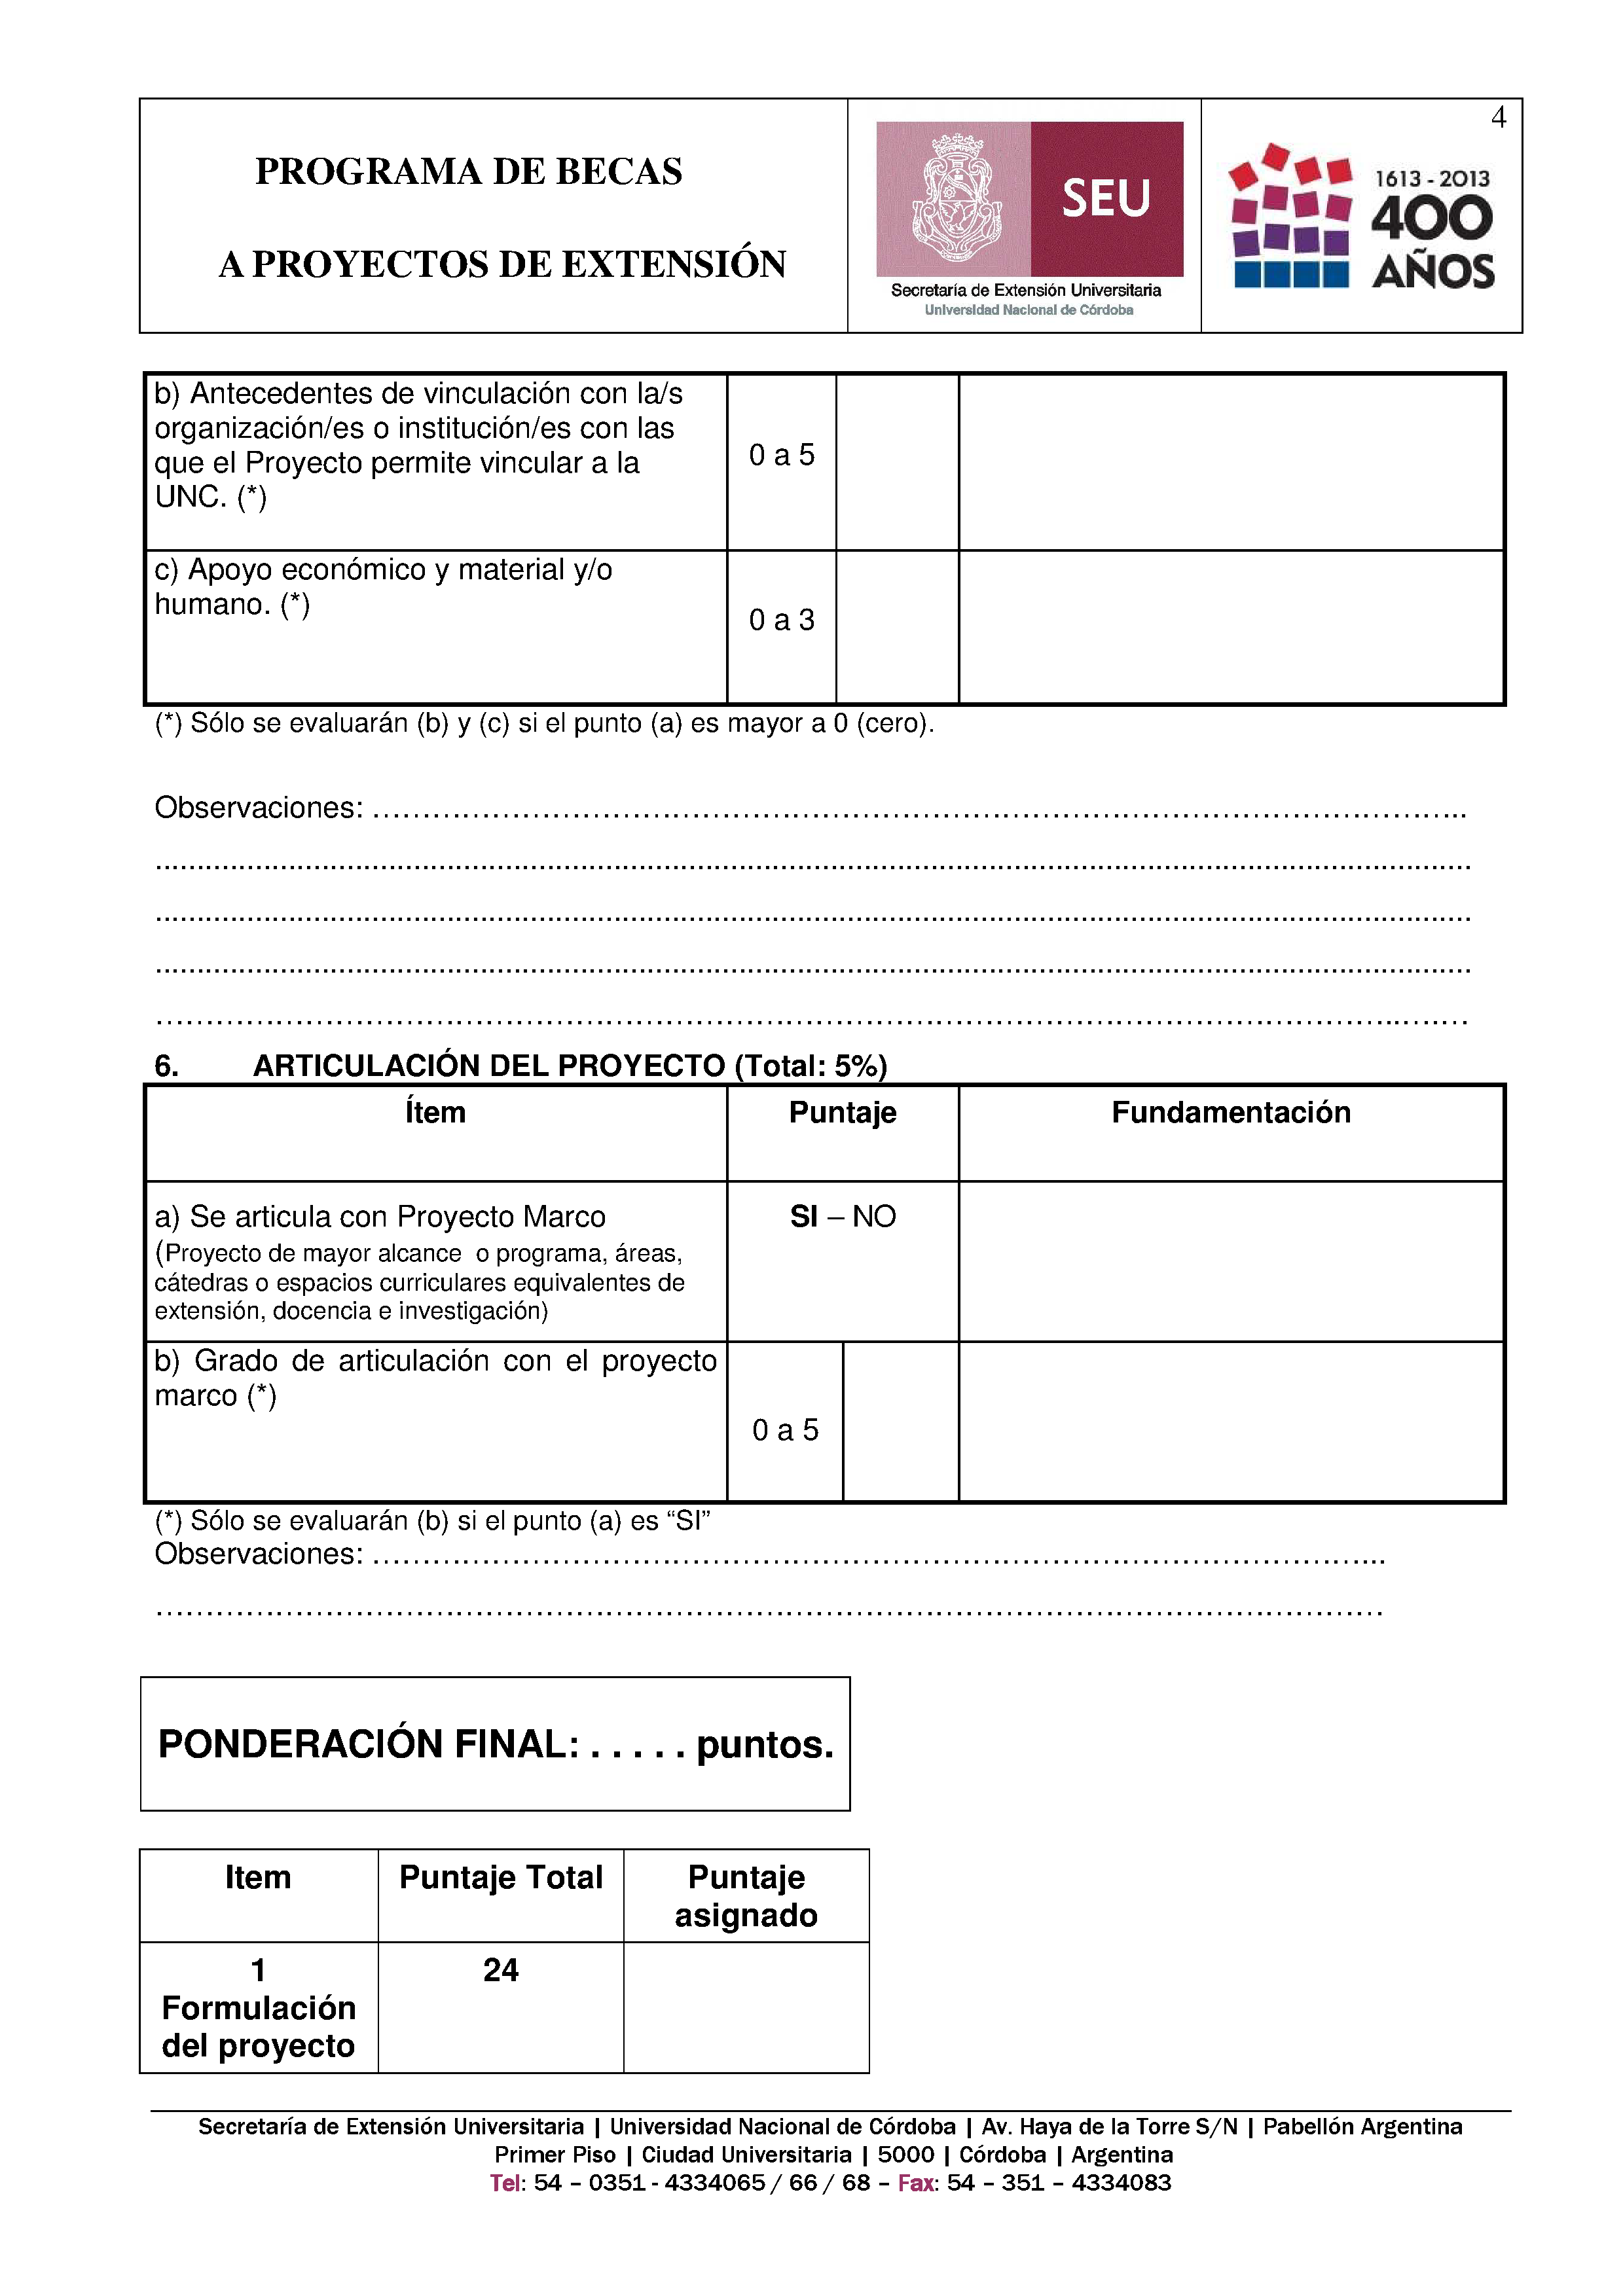 4
PROGRAMA DE BECAS
A PROYECTOS DE EXTENSIÓN
SEU
Secretaría de Extensión Universitaria
Universidad Nacional de Córdoba
1613 - 2013
400
AÑOS
b) Antecedentes de vinculación con la/s
organización/es o institución/es con las
que el Proyecto permite vincular a la
UNC. (*)
0 a 5
c) Apoyo económico y material y/o
humano. (*)
0 a 3
(*) Sólo se evaluarán (b) y (c) si el punto (a) es mayor a 0 (cero).
Observaciones: ……………………………………………………………………………………………..
................................................................................................................................
................................................................................................................................
................................................................................................................................
……………………………………………………………………………………………………………..…..…
6. ARTICULACIÓN DEL PROYECTO (Total: 5%)
Ítem Puntaje Fundamentación
a) Se articula con Proyecto Marco
SI – NO
(Proyecto de mayor alcance o programa, áreas,
cátedras o espacios curriculares equivalentes de
extensión, docencia e investigación)
b) Grado de articulación con el proyecto
marco (*)
0 a 5
(*) Sólo se evaluarán (b) si el punto (a) es “SI”
Observaciones: ………………………………………………………………………………………...
……………………………………………………………………………………………………………
PONDERACIÓN FINAL: . . . . . puntos.
Item Puntaje Total Puntaje
asignado
1 24
Formulación
del proyecto
Secretaría de Extensión Universitaria | Universidad Nacional de Córdoba | Av. Haya de la Torre S/N | Pabellón Argentina
Primer Piso | Ciudad Universitaria | 5000 | Córdoba | Argentina
Tel: 54 – 0351 - 4334065 / 66 / 68 – Fax: 54 – 351 – 4334083